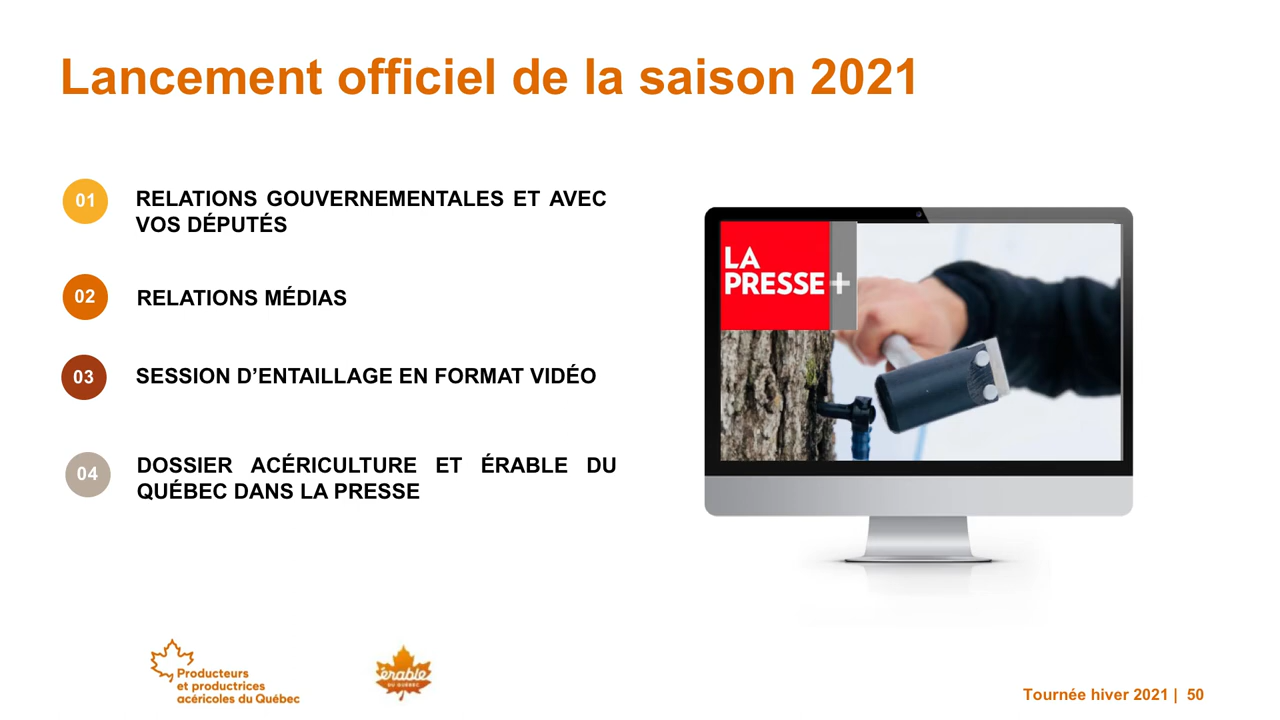 Lancement officiel de la saison 2021
01
RELATIONS GOUVERNEMENTALES ET AVEC
VOS DÉPUTÉS
02
RELATIONS MÉDIAS
03
SESSION D’ENTAILLAGE EN FORMAT VIDÉO
04
DOSSIER ACÉRICULTURE ET ÉRABLE DU
QUÉBEC DANS LA PRESSE
LA
PRESSE+
Producteurs
et productrices
acéricoles du Québec
érable
DU QUÉBEC
Tournée hiver 2021 | 50